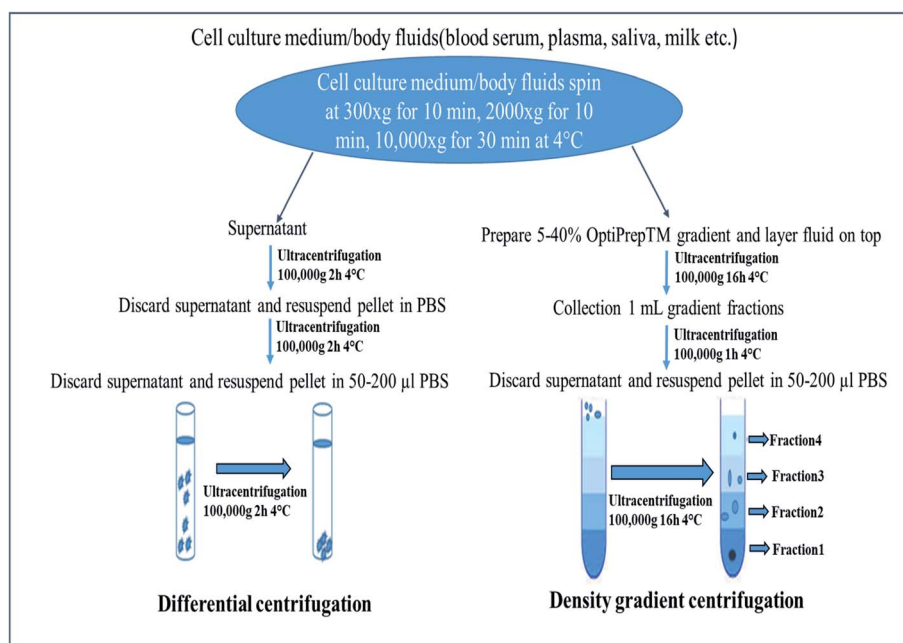 Cell culture medium/body fluids(blood serum, plasma, saliva, milk etc.)
Cell culture medium/body fluids spin
at 300xg for 10 min, 2000xg for 10
min, 10,000xg for 30 min at 4°C
Supernatant
Ultracentrifugation
100,000g 2h 4°C
Discard supernatant and resuspend pellet in PBS
Ultracentrifugation
100,000g 2h 4°C
Discard supernatant and resuspend pellet in 50-200 µl PBS
Ultracentrifugation
100,000g 2h 4°C
Differential centrifugation
Prepare 5-40% OptiPrepTM gradient and layer fluid on top
Ultracentrifugation
100,000g 16h 4°C
Collection 1 mL gradient fractions
Ultracentrifugation
100,000g 1h 4°C
Discard supernatant and resuspend pellet in 50-200 µl PBS
Ultracentrifugation
100,000g 16h 4°C
Fraction4
Fraction3
Fraction2
Fraction1
Density gradient centrifugation